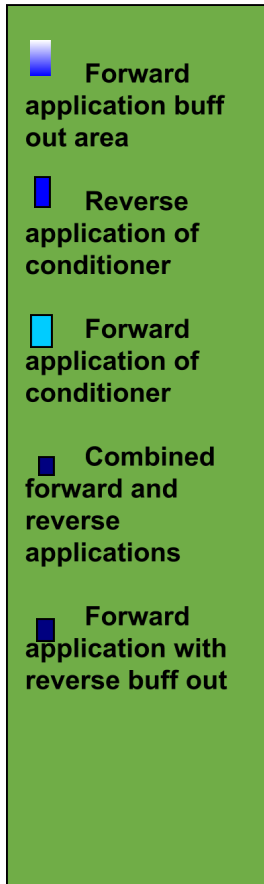 Forward
application buff
out area
Reverse
application of
conditioner
Forward
application of
conditioner
Combined
forward and
reverse
applications
Forward
application with
reverse buff out